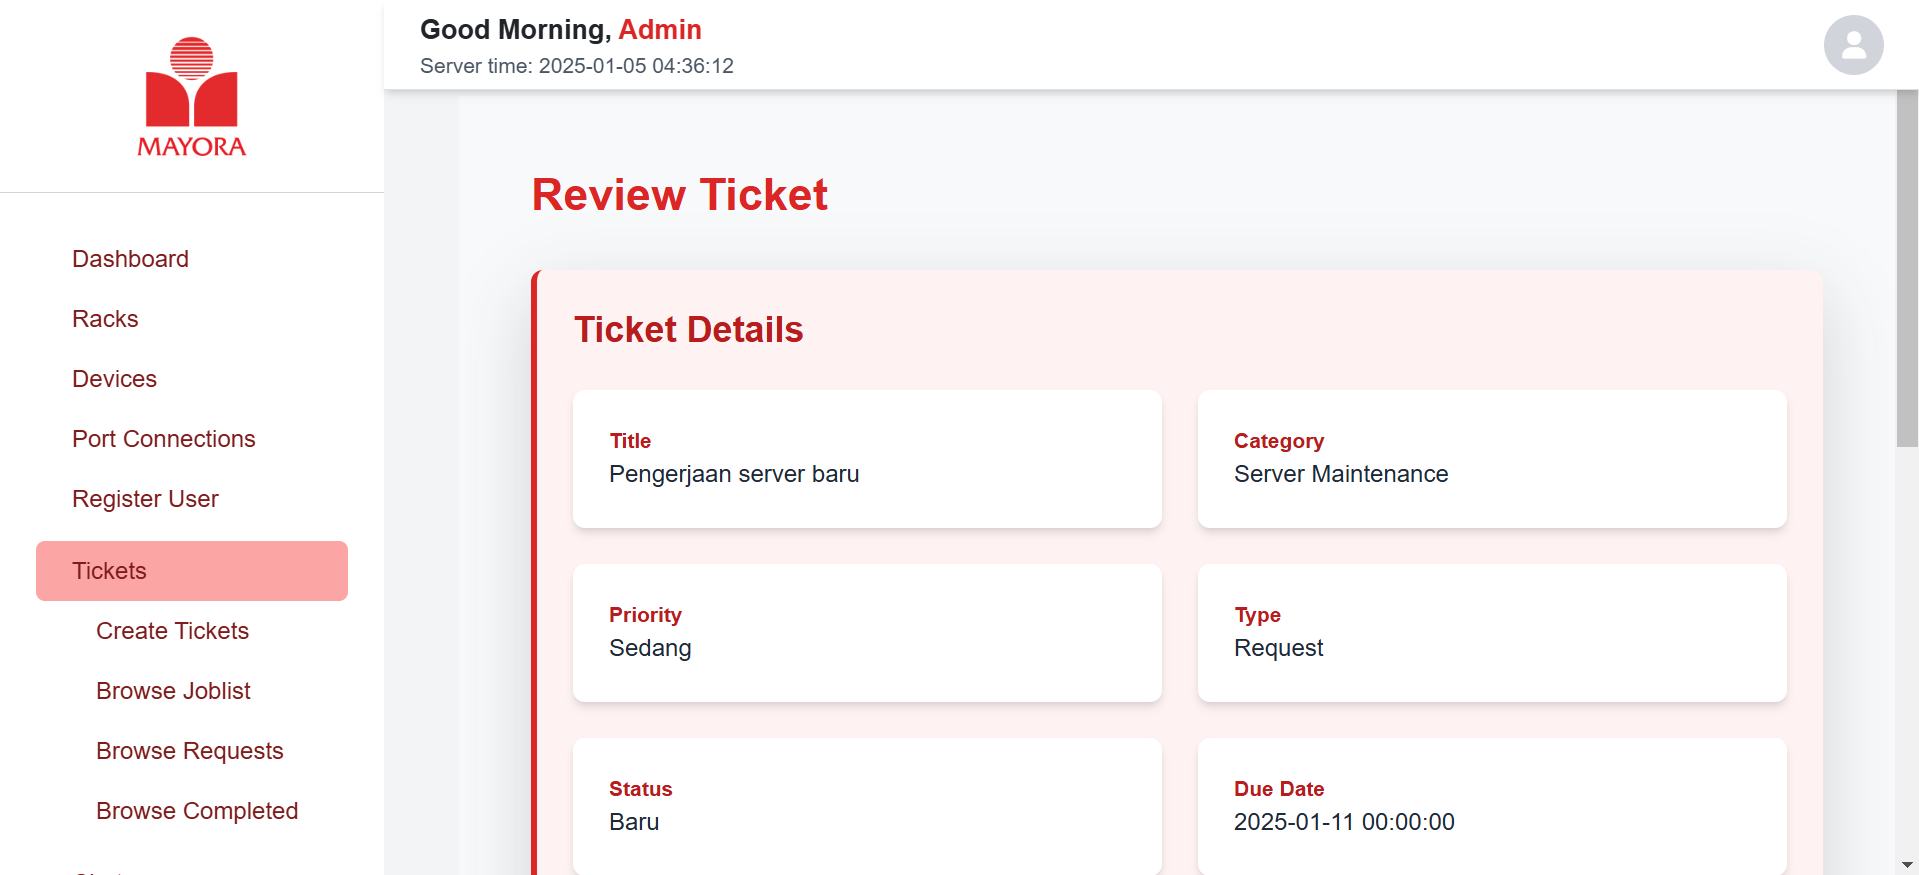 MAYORA
Dashboard
Racks
Devices
Port Connections
Register User
Tickets
Create Tickets
Browse Joblist
Browse Requests
Browse Completed
Good Morning, Admin
Server time: 2025-01-05 04:36:12
Review Ticket
Ticket Details
Title
Pengerjaan server baru
Category
Server Maintenance
Priority
Sedang
Type
Request
Status
Baru
Due Date
2025-01-11 00:00:00